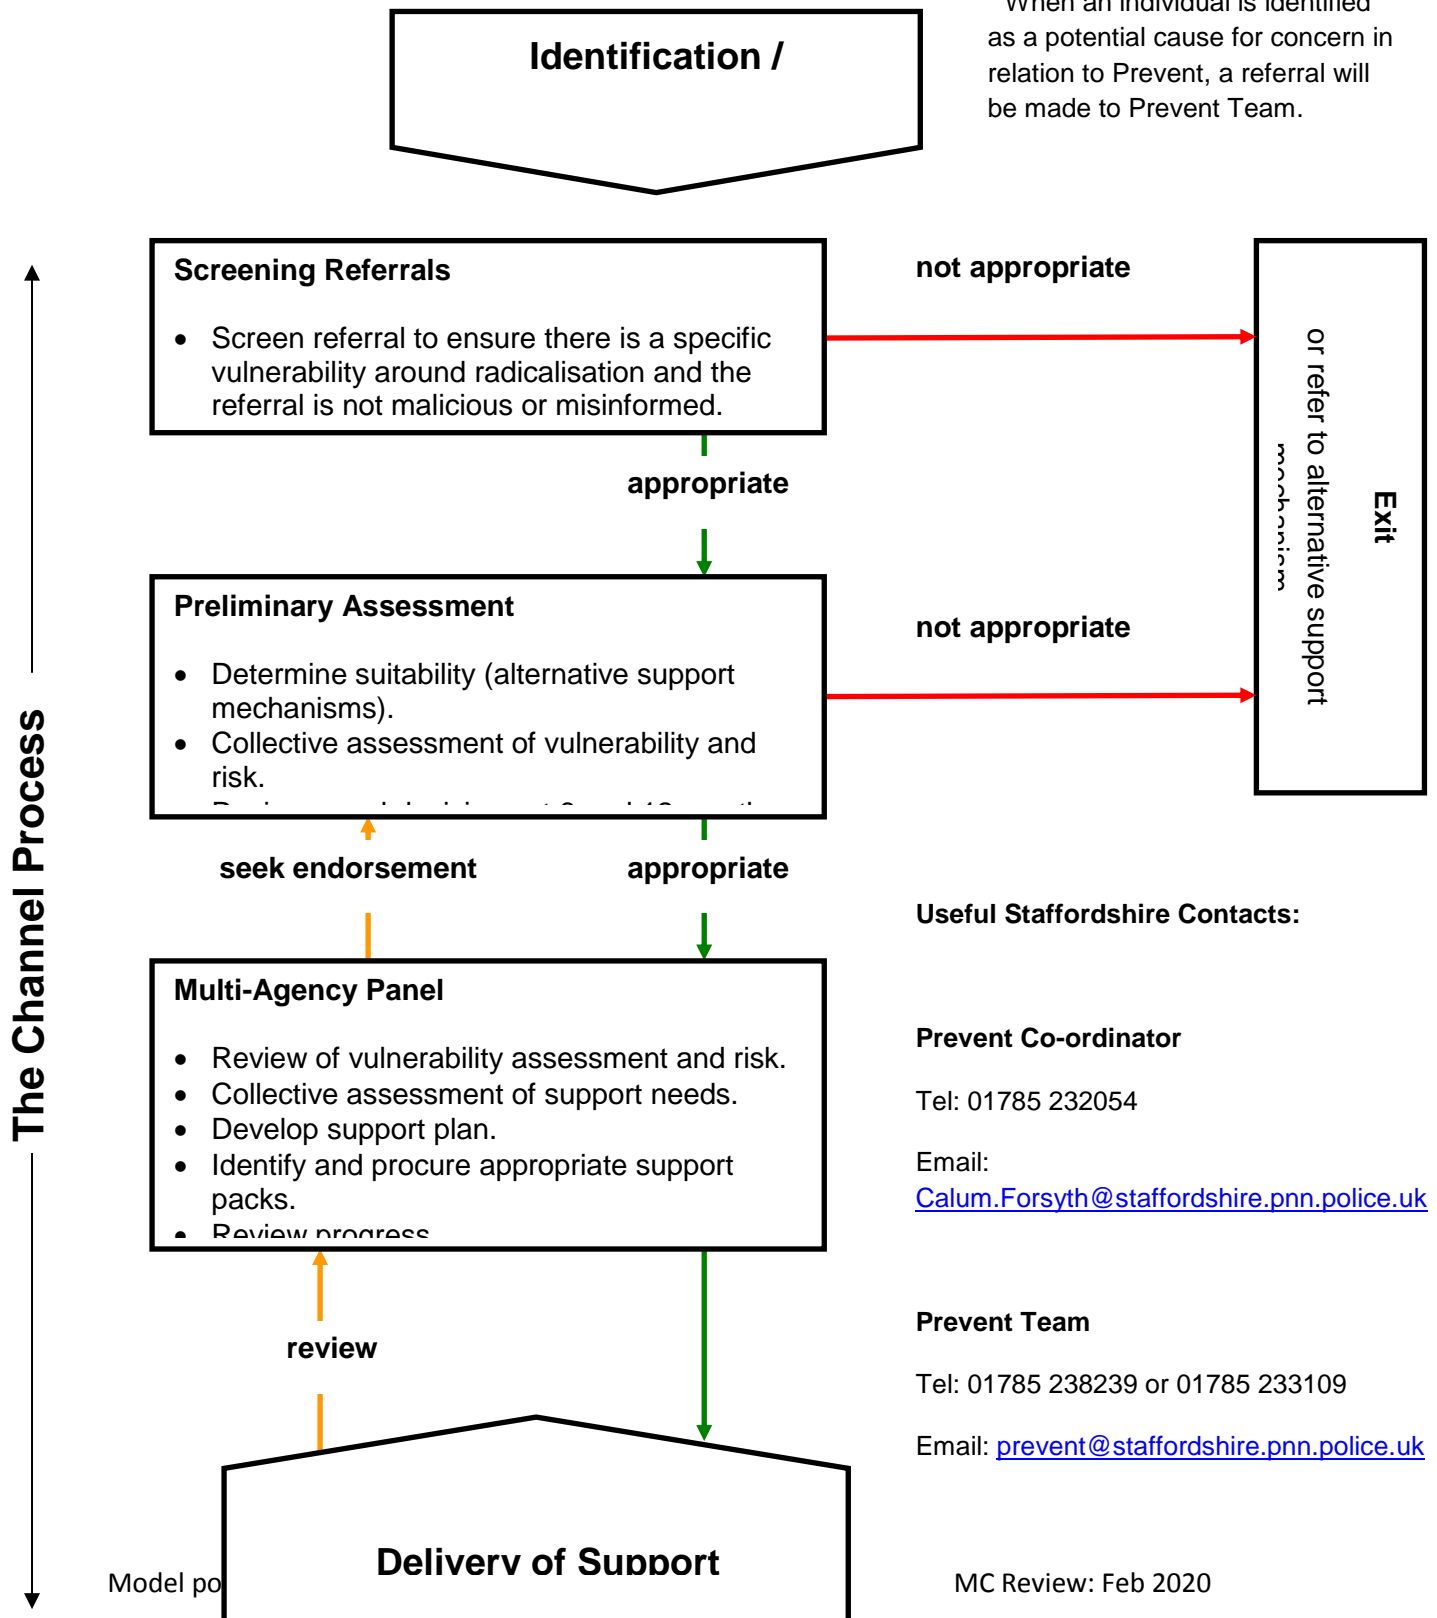 When an individual is identified
as a potential cause for concern in
relation to Prevent, a referral will
be made to Prevent Team.
Identification /
The Channel Process
Screening Referrals
• Screen referral to ensure there is a specific
vulnerability around radicalisation and the
referral is not malicious or misinformed.
not appropriate
Exit
or refer to alternative support
mechanism
appropriate
Preliminary Assessment
• Determine suitability (alternative support
mechanisms).
• Collective assessment of vulnerability and
risk.
not appropriate
seek endorsement
appropriate
Multi-Agency Panel
• Review of vulnerability assessment and risk.
• Collective assessment of support needs.
• Develop support plan.
• Identify and procure appropriate support
packs.
• Review progress
review
Useful Staffordshire Contacts:
Prevent Co-ordinator
Tel: 01785 232054
Email:
Calum.Forsyth@staffordshire.pnn.police.uk
Prevent Team
Tel: 01785 238239 or 01785 233109
Email: prevent@staffordshire.pnn.police.uk
Delivery of Support
Model po
MC Review: Feb 2020